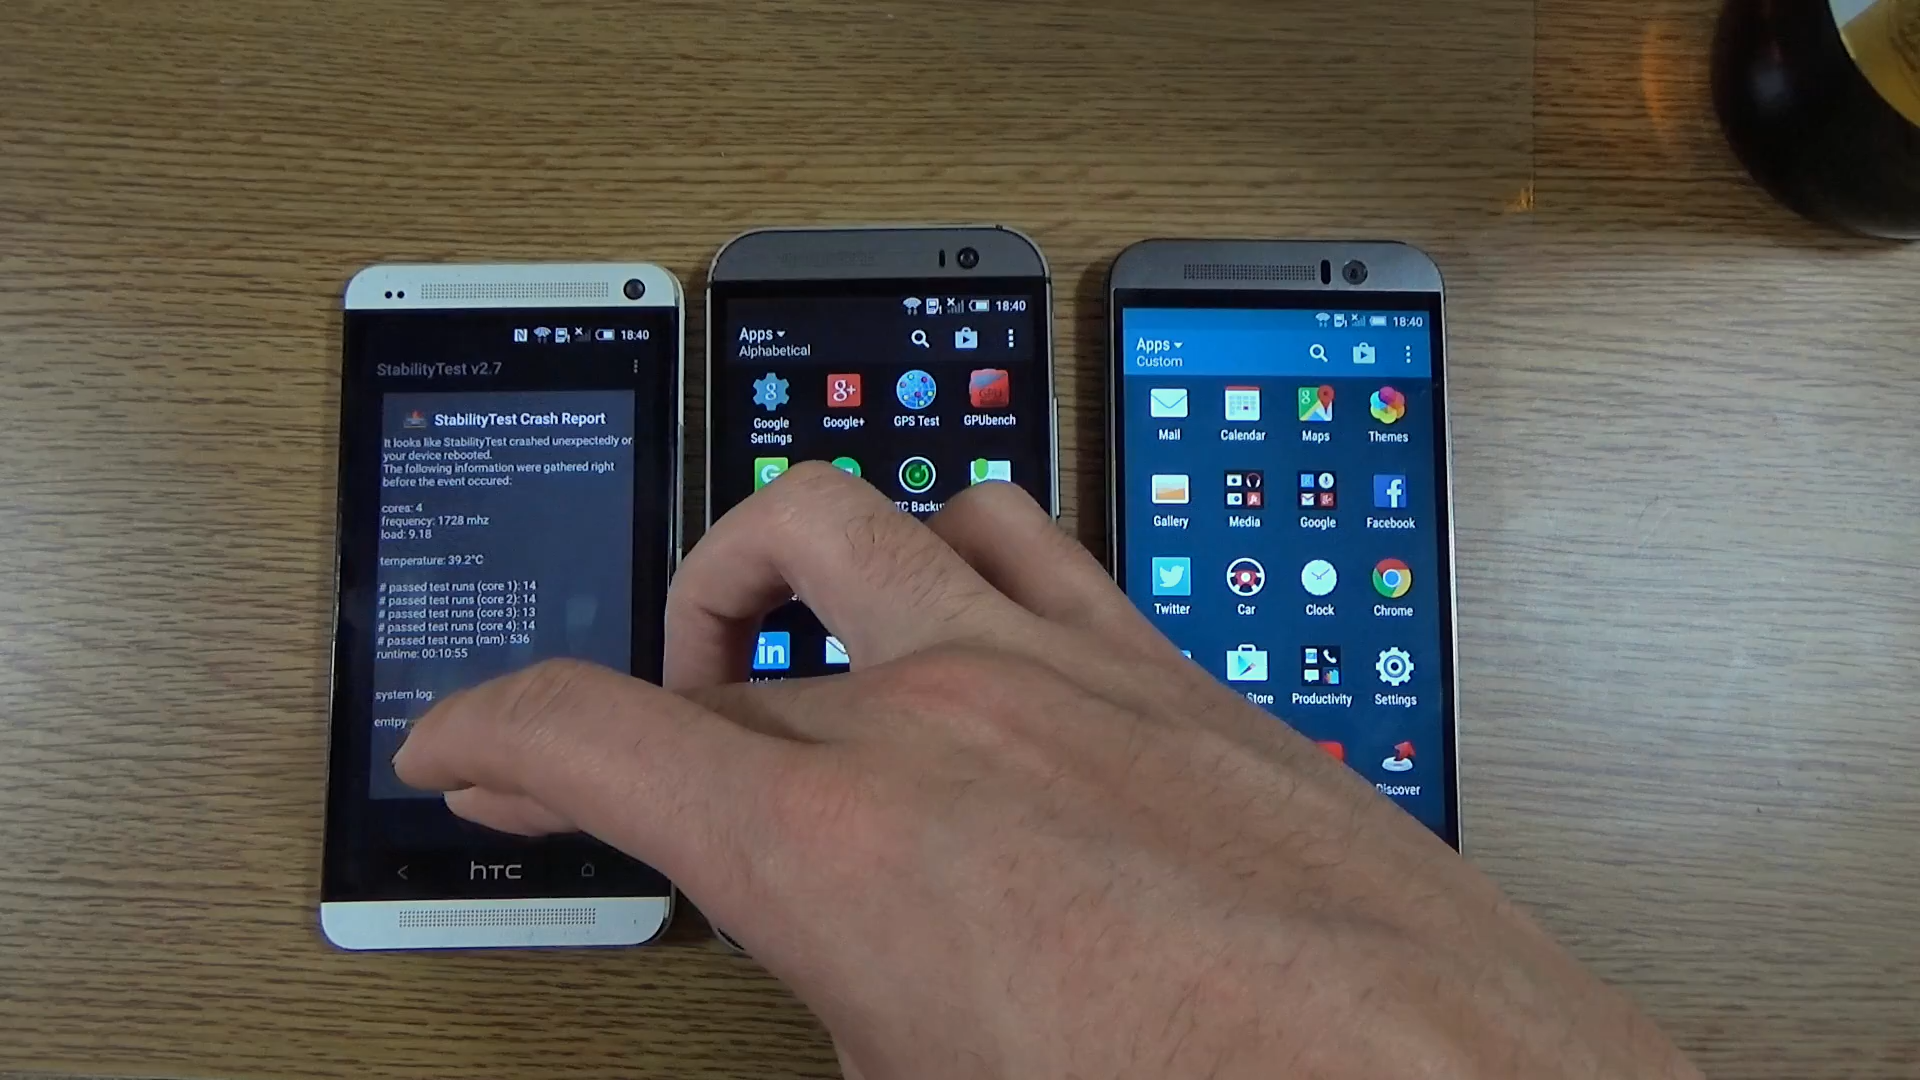 18:40
StabilityTest v2.7
StabilityTest Crash Report
It looks like StabilityTest crashed unexpectedly or
your device rebooted.
The following information were gathered right
before the event occured:
cores: 4
frequency: 1728 mhz
load: 9.18
temperature: 39.2°C
# passed test runs (core 1): 14
# passed test runs (core 2): 14
# passed test runs (core 3): 13
# passed test runs (core 4): 14
# passed test runs (ram): 536
runtime: 00:10:55
system log:
emtpy
hTC
18:40
Apps
Alphabetical
Google
Settings
Google+
GPS Test
GPUbench
TC Backu
in
18:40
Apps
Custom
Mail
Calendar
Maps
Themes
Gallery
Media
Google
Facebook
Twitter
Car
Clock
Chrome
Store
Productivity
Settings
Discover